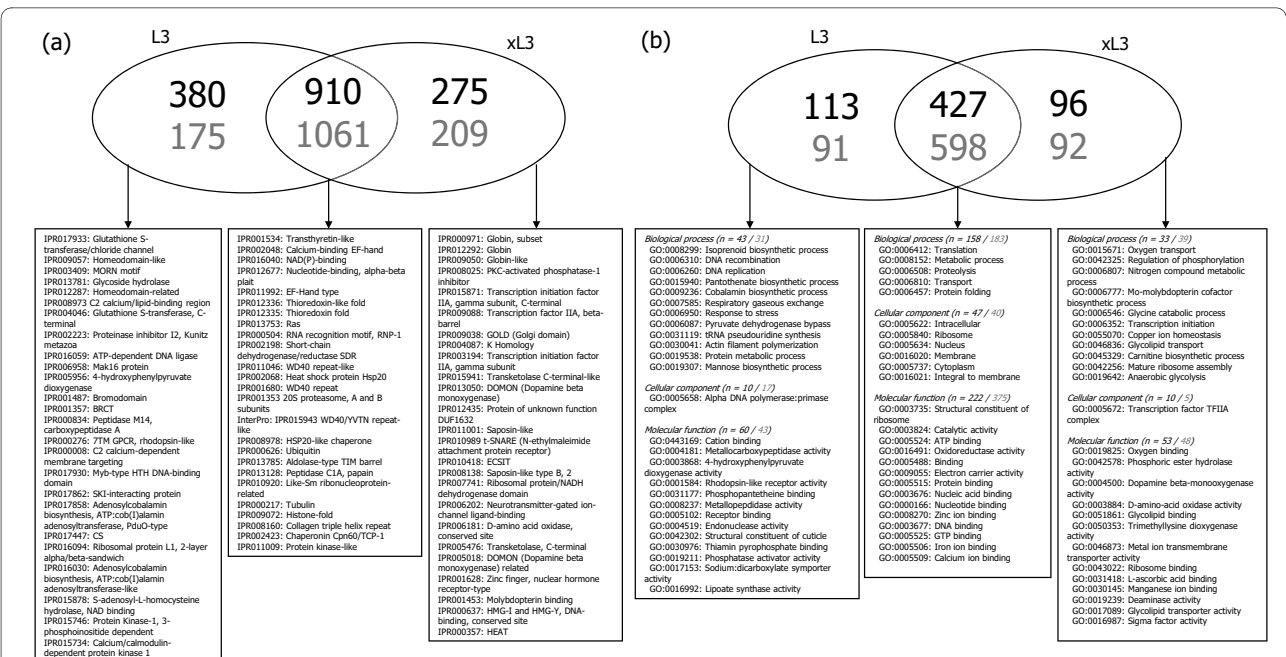 (a)
L3
xL3
380
910
275
175
1061
209
IPR017933: Glutathione S-
transferase/chloride channel
IPR009057: Homeodomain-like
IPR003409: MORN motif
IPR013781: Glycoside hydrolase
IPR012287: Homeodomain-related
IPR008973 C2 calcium/lipid-binding region
IPR004046: Glutathione S-transferase, C-
terminal
IPR002223: Proteinase inhibitor I2, Kunitz
metazoa
IPR016059: ATP-dependent DNA ligase
IPR006958: Mak16 protein
IPR005956: 4-hydroxyphenylpyruvate
dioxygenase
IPR001487: Bromodomain
IPR001357: BRCT
IPR000834: Peptidase M14,
carboxypeptidase A
IPR000276: 7TM GPCR, rhodopsin-like
IPR000008: C2 calcium-dependent
membrane targeting
IPR017930: Myb-type HTH DNA-binding
domain
IPR017862: SKI-interacting protein
IPR017858: Adenosylcobalamin
biosynthesis, ATP:cob(I)alamin
adenosyltransferase, PduO-type
IPR017447: CS
IPR016094: Ribosomal protein L1, 2-layer
alpha/beta-sandwich
IPR016030: Adenosylcobalamin
biosynthesis, ATP:cob(I)alamin
adenosyltransferase-like
IPR015878: S-adenosyl-L-homocysteine
hydrolase, NAD binding
IPR015746: Protein Kinase-1, 3-
phosphoinositide dependent
IPR015734: Calcium/calmodulin-
dependent protein kinase 1
IPR001534: Transthyretin-like
IPR002048: Calcium-binding EF-hand
IPR016040: NAD(P)-binding
IPR012677: Nucleotide-binding, alpha-beta
plait
IPR011992: EF-Hand type
IPR012336: Thioredoxin-like fold
IPR012335: Thioredoxin fold
IPR013753: Ras
IPR000504: RNA recognition motif, RNP-1
IPR002198: Short-chain
dehydrogenase/reductase SDR
IPR011046: WD40 repeat-like
IPR002068: Heat shock protein Hsp20
IPR001680: WD40 repeat
IPR001353 20S proteasome, A and B
subunits
InterPro: IPR015943 WD40/YVTN repeat-
like
IPR008978: HSP20-like chaperone
IPR000626: Ubiquitin
IPR013785: Aldolase-type TIM barrel
IPR013128: Peptidase C1A, papain
IPR010920: Like-Sm ribonucleoprotein-
related
IPR000217: Tubulin
IPR009072: Histone-fold
IPR008160: Collagen triple helix repeat
IPR002423: Chaperonin Cpn60/TCP-1
IPR011009: Protein kinase-like
IPR000971: Globin, subset
IPR012292: Globin
IPR009050: Globin-like
IPR008025: PKC-activated phosphatase-1
inhibitor
IPR015871: Transcription initiation factor
IIA, gamma subunit, C-terminal
IPR009088: Transcription factor IIA, beta-
barrel
IPR009038: GOLD (Golgi domain)
IPR004087: K Homology
IPR003194: Transcription initiation factor
IIA, gamma subunit
IPR015941: Transketolase C-terminal-like
IPR013050: DOMON (Dopamine beta
monoxygenase)
IPR012435: Protein of unknown function
DUF1632
IPR011001: Saposin-like
IPR010989 t-SNARE (N-ethylmaleimide
attachment protein receptor)
IPR010418: ECSIT
IPR008138: Saposin-like type B, 2
IPR007741: Ribosomal protein/NADH
dehydrogenase domain
IPR006202: Neurotransmitter-gated ion-
channel ligand-binding
IPR006181: D-amino acid oxidase,
conserved site
IPR005476: Transketolase, C-terminal
IPR005018: DOMON (Dopamine beta
monoxygenase) related
IPR001628: Zinc finger, nuclear hormone
receptor-type
IPR001453: Molybdopterin binding
IPR000637: HMG-I and HMG-Y, DNA-
binding, conserved site
IPR000357: HEAT
(b)
L3
xL3
113
427
96
91
598
92
Biological process (n = 43 / 31)
GO:0008299: Isoprenoid biosynthetic process
GO:0006310: DNA recombination
GO:0006260: DNA replication
GO:0015940: Pantothenate biosynthetic process
GO:0009236: Cobalamin biosynthetic process
GO:0007585: Respiratory gaseous exchange
GO:0006950: Response to stress
GO:0006087: Pyruvate dehydrogenase bypass
GO:0031119: tRNA pseudouridine synthesis
GO:0030041: Actin filament polymerization
GO:0019538: Protein metabolic process
GO:0019307: Mannose biosynthetic process
Cellular component (n = 10 / 17)
GO:0005658: Alpha DNA polymerase:primase
complex
Molecular function (n = 60 / 43)
GO:0443169: Cation binding
GO:0004181: Metallocarboxypeptidase activity
GO:0003868: 4-hydroxyphenylpyruvate
dioxygenase activity
GO:0001584: Rhodopsin-like receptor activity
GO:0031177: Phosphopantetheine binding
GO:0008237: Metallopepdidase activity
GO:0005102: Receptor binding
GO:0004519: Endonuclease activity
GO:0042302: Structural constituent of cuticle
GO:0030976: Thiamin pyrophosphate binding
GO:0019211: Phosphatase activator activity
GO:0017153: Sodium:dicarboxylate symporter
activity
GO:0016992: Lipoate synthase activity
Biological process (n = 158 / 183)
GO:0006412: Translation
GO:0008152: Metabolic process
GO:0006508: Proteolysis
GO:0006810: Transport
GO:0006457: Protein folding
Cellular component (n = 47 / 40)
GO:0005622: Intracellular
GO:0005840: Ribosome
GO:0005634: Nucleus
GO:0016020: Membrane
GO:0005737: Cytoplasm
GO:0016021: Integral to membrane
Molecular function (n = 222 / 375)
GO:0003735: Structural constituent of
ribosome
GO:0003824: Catalytic activity
GO:0005524: ATP binding
GO:0016491: Oxidoreductase activity
GO:0005488: Binding
GO:0009055: Electron carrier activity
GO:0005515: Protein binding
GO:0003676: Nucleic acid binding
GO:0000166: Nucleotide binding
GO:0008270: Zinc ion binding
GO:0003677: DNA binding
GO:0005525: GTP binding
GO:0005506: Iron ion binding
GO:0005509: Calcium ion binding
Biological process (n = 33 / 39)
GO:0015671: Oxygen transport
GO:0042325: Regulation of phosphorylation
GO:0006807: Nitrogen compound metabolic
process
GO:0006777: Mo-molybdopterin cofactor
biosynthetic process
GO:0006546: Glycine catabolic process
GO:0006352: Transcription initiation
GO:0055070: Copper ion homeostasis
GO:0046836: Glycolipid transport
GO:0045329: Carnitine biosynthetic process
GO:0042256: Mature ribosome assembly
GO:0019642: Anaerobic glycolysis
Cellular component (n = 10 / 5)
GO:0005672: Transcription factor TFIIA
complex
Molecular function (n = 53 / 48)
GO:0019825: Oxygen binding
GO:0042578: Phosphoric ester hydrolase
activity
GO:0004500: Dopamine beta-monooxygenase
activity
GO:0003884: D-amino-acid oxidase activity
GO:0051861: Glycolipid binding
GO:0050353: Trimethyllysine dioxygenase
activity
GO:0046873: Metal ion transmembrane
transporter activity
GO:0043022: Ribosome binding
GO:0031418: L-ascorbic acid binding
GO:0030145: Manganese ion binding
GO:0019239: Deaminase activity
GO:0017089: Glycolipid transporter activity
GO:0016987: Sigma factor activity